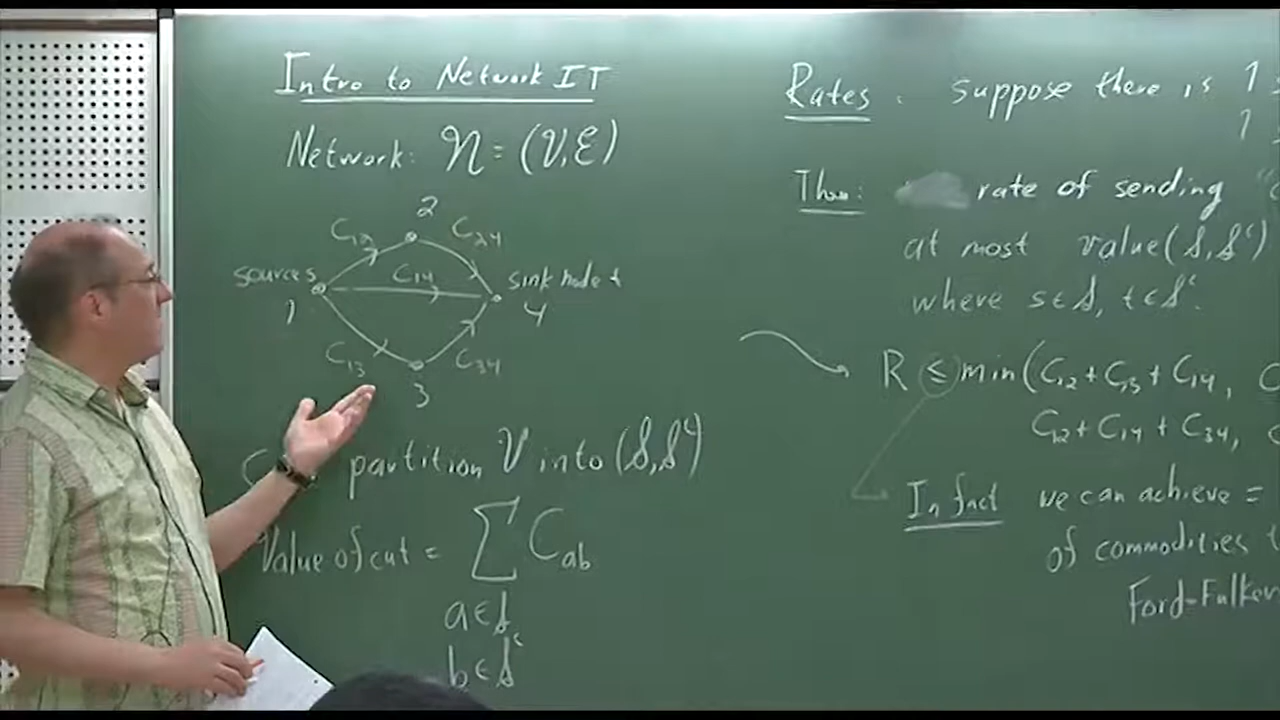 Intro to Network IT
Network: 𝒩 = (𝒱, ℰ)
2
C12
C24
source s
C14
sink node t
1
4
C13
C34
3
partition 𝒱 into (𝒮, 𝒮ᶜ)
Value of cut = ∑ Cab
a ∈ 𝒮
b ∈ 𝒮ᶜ
Rates: suppose there is 1
1
Thm: rate of sending
at most value(𝒮, 𝒮ᶜ)
where s ∈ 𝒮, t ∈ 𝒮ᶜ.
R ≤ min(C12 + C13 + C14, C
C12 + C14 + C34,
In fact we can achieve =
of commodities
Ford-Fulker